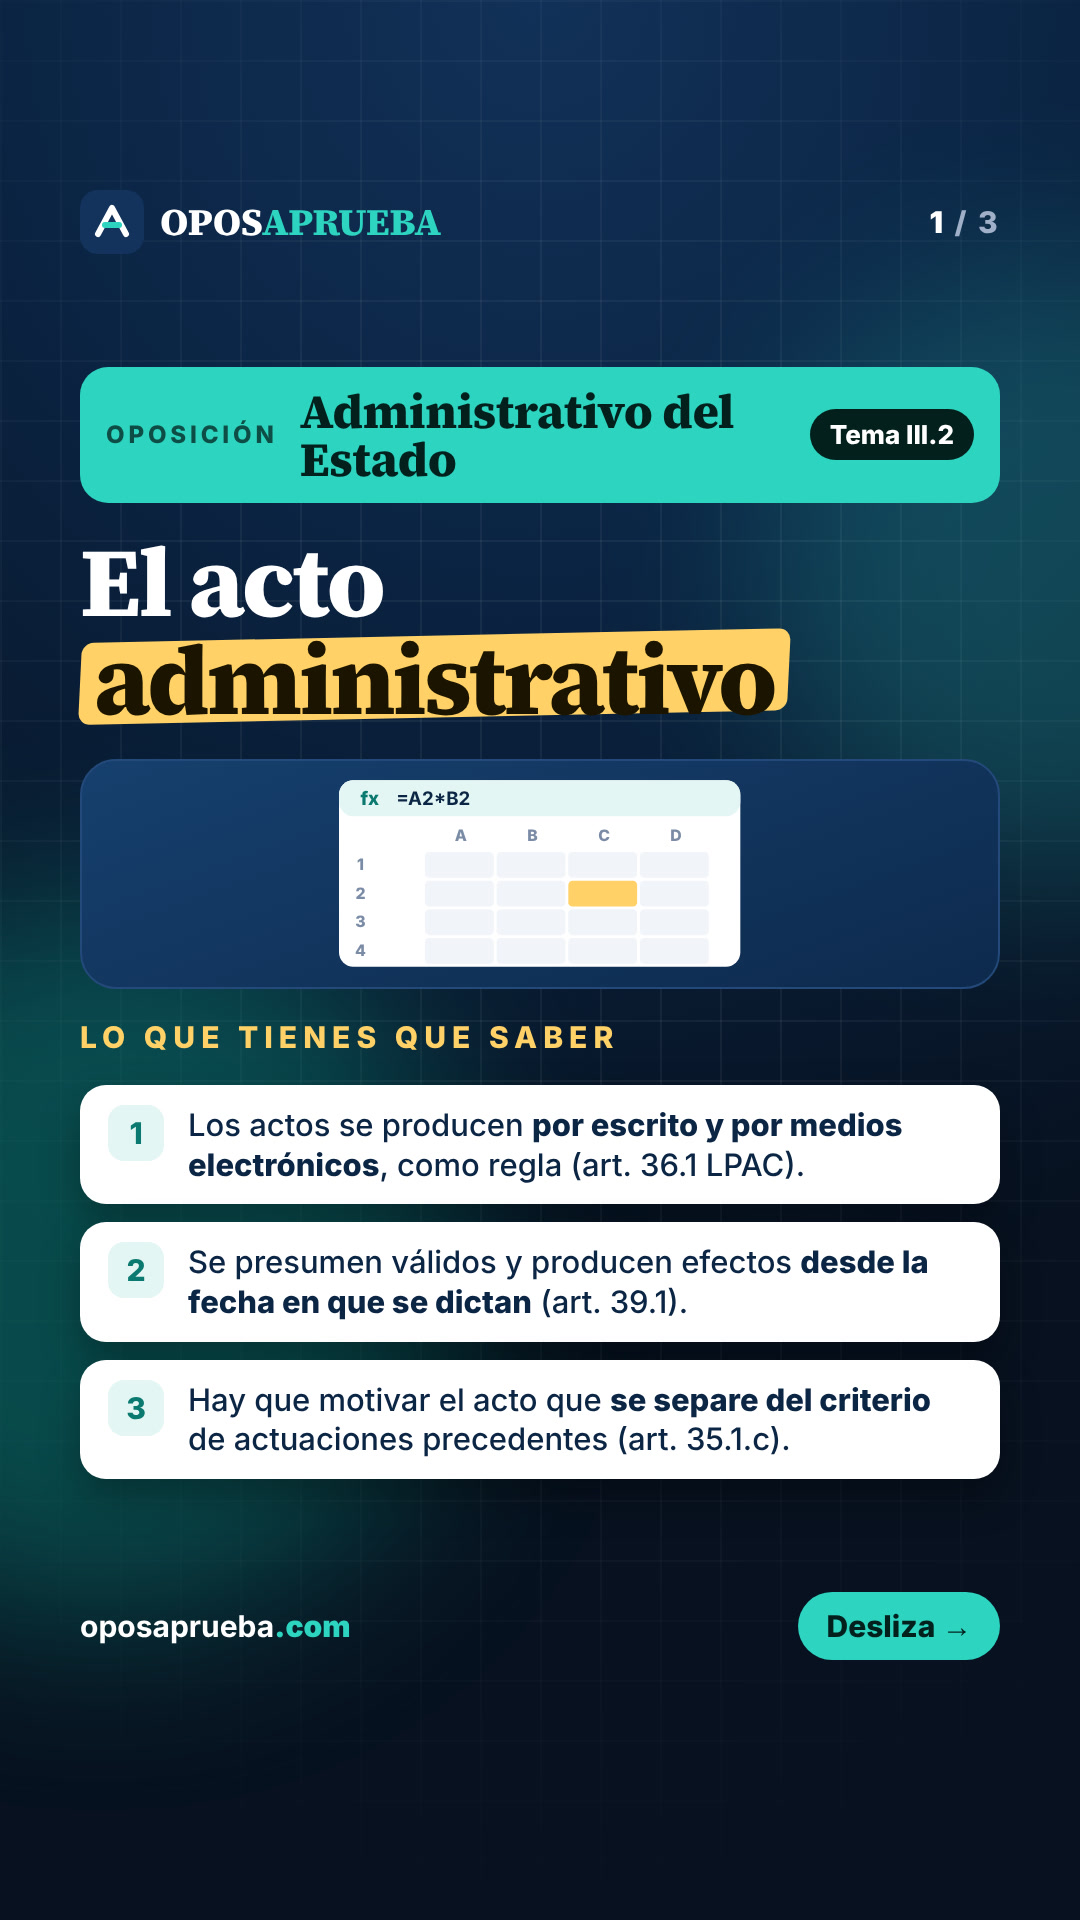 OPOSAPRUEBA
1 / 3
OPOSICIÓN
Administrativo del
Estado
Tema III.2
El acto
administrativo
fx =A2*B2
A B C D
1
2
3
4
LO QUE TIENES QUE SABER
1 Los actos se producen por escrito y por medios
electrónicos, como regla (art. 36.1 LPAC).
2 Se presumen válidos y producen efectos desde la
fecha en que se dictan (art. 39.1).
3 Hay que motivar el acto que se separe del criterio
de actuaciones precedentes (art. 35.1.c).
oposaprueba.com
Desliza →